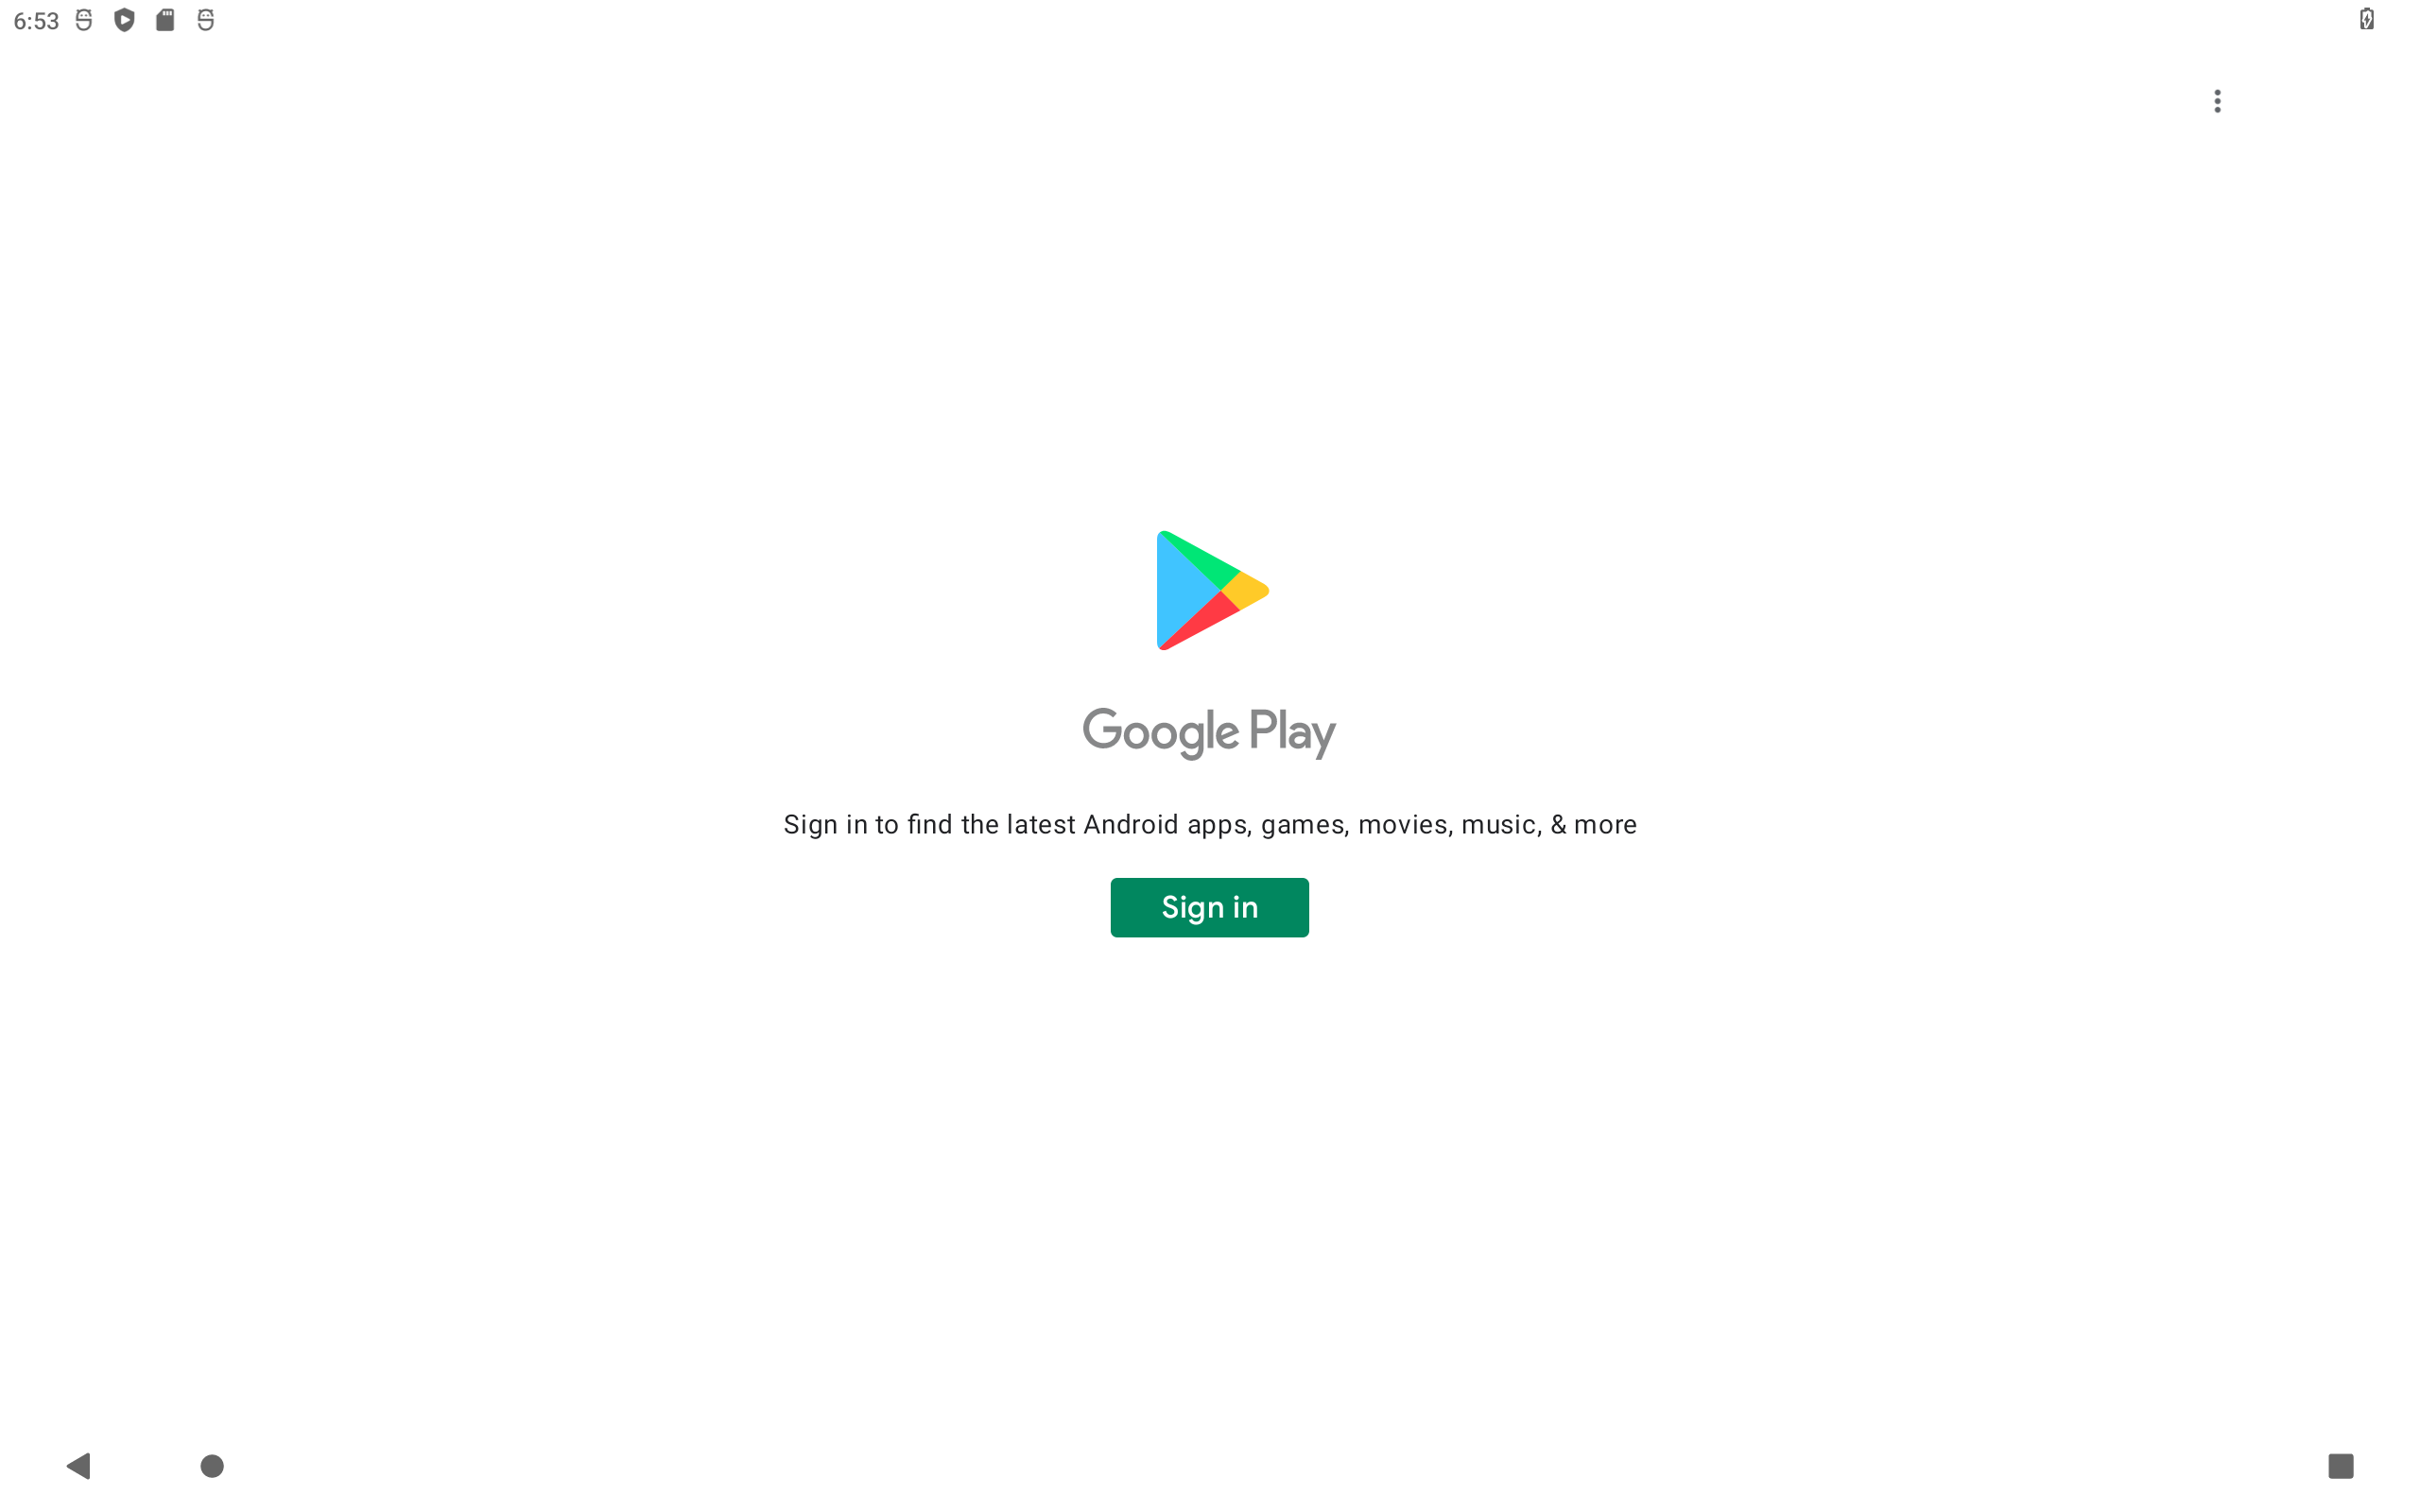 6:53
Google Play
Sign in to find the latest Android apps, games, movies, music, & more
Sign in